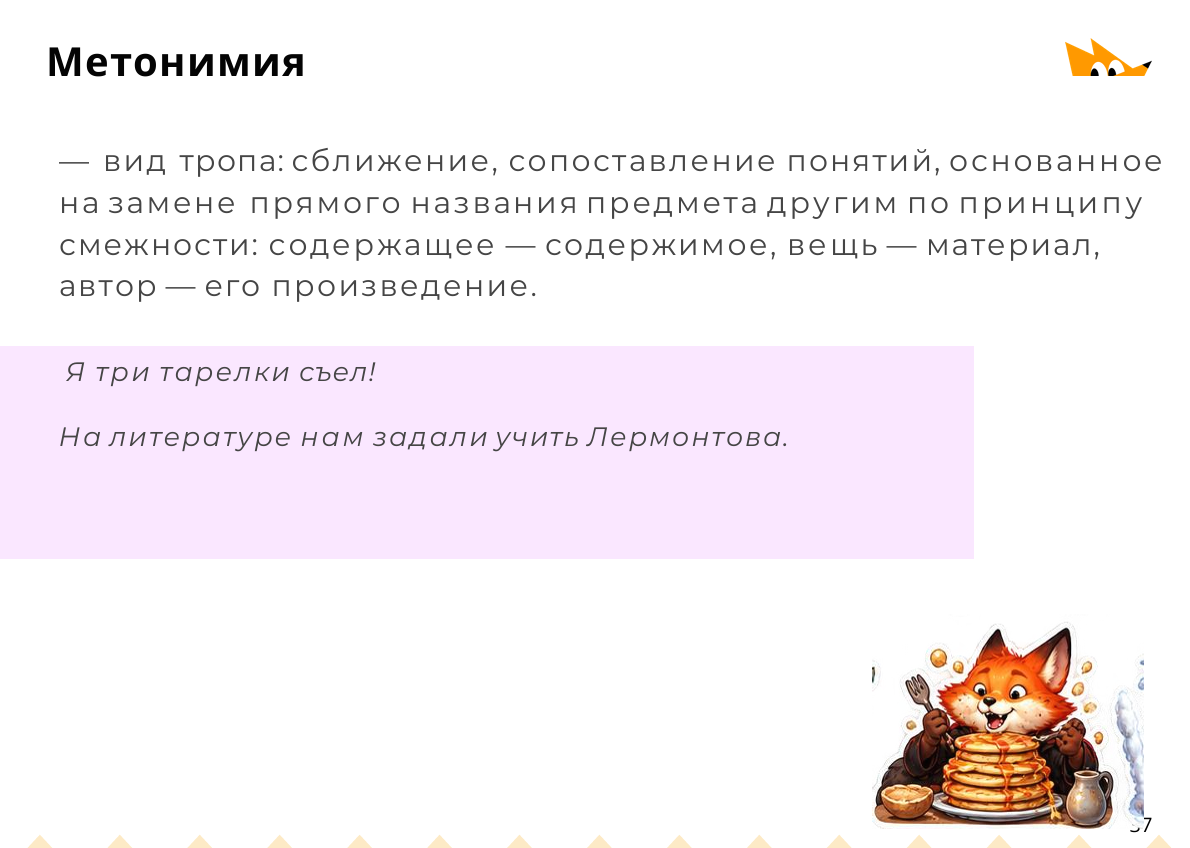 Метонимия
— вид тропа: сближение, сопоставление понятий, основанное
на замене прямого названия предмета другим по принципу
смежности: содержащее — содержимое, вещь — материал,
автор — его произведение.
Я три тарелки съел!
На литературе нам задали учить Лермонтова.